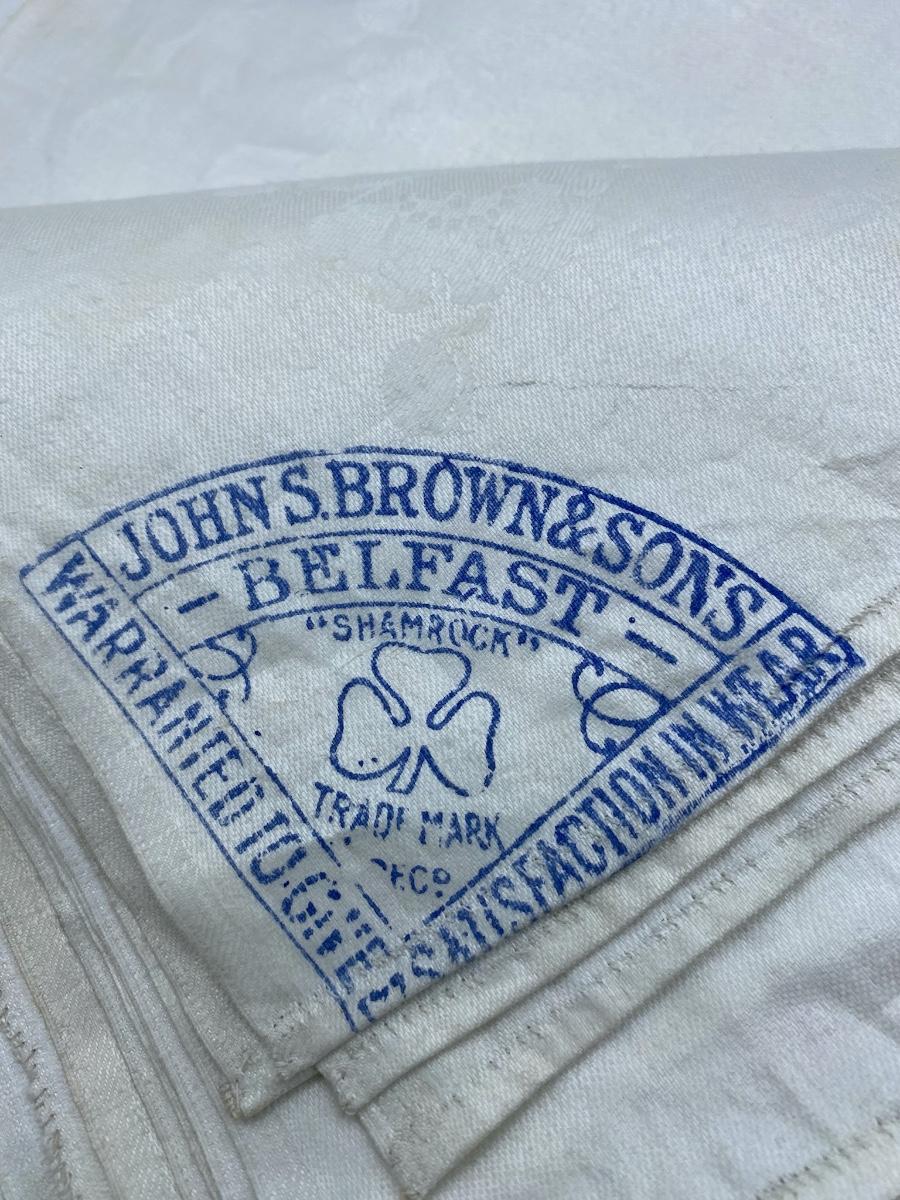 JOHN S. BROWN & SONS
- BELFAST -
"SHAMROCK"
TRADE MARK
WARRANTED TO GIVE
SATISFACTION IN WEAR